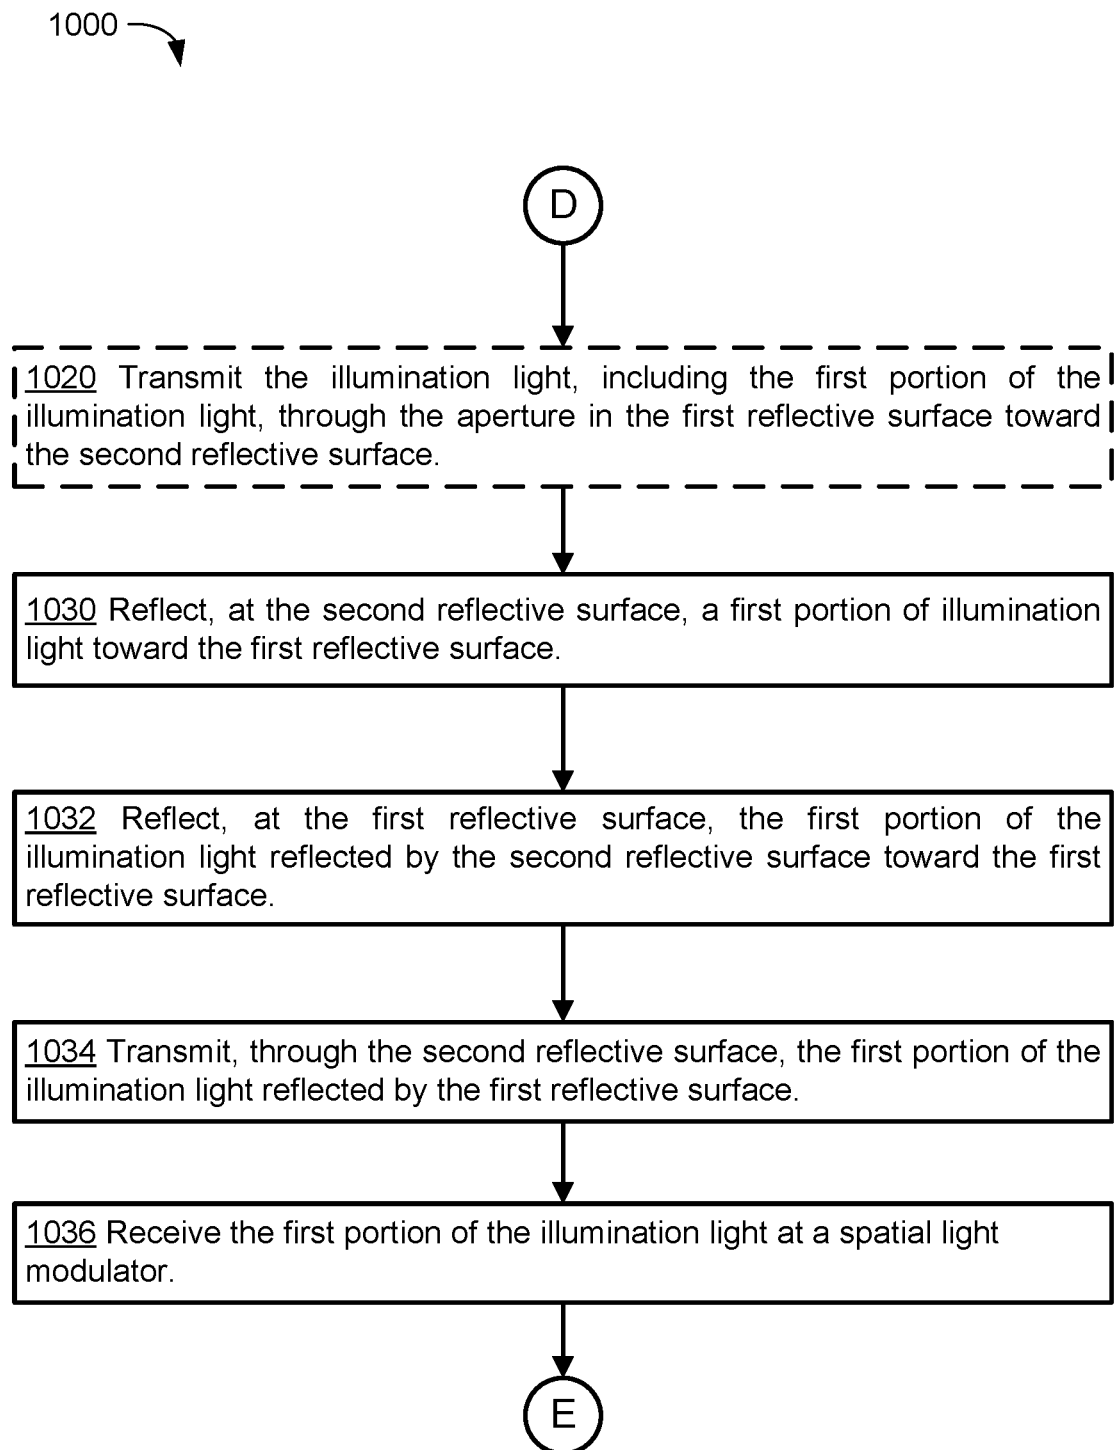 1000
D
1020 Transmit the illumination light, including the first portion of the
illumination light, through the aperture in the first reflective surface toward
the second reflective surface.
1030 Reflect, at the second reflective surface, a first portion of illumination
light toward the first reflective surface.
1032 Reflect, at the first reflective surface, the first portion of the
illumination light reflected by the second reflective surface toward the first
reflective surface.
1034 Transmit, through the second reflective surface, the first portion of the
illumination light reflected by the first reflective surface.
1036 Receive the first portion of the illumination light at a spatial light
modulator.
E